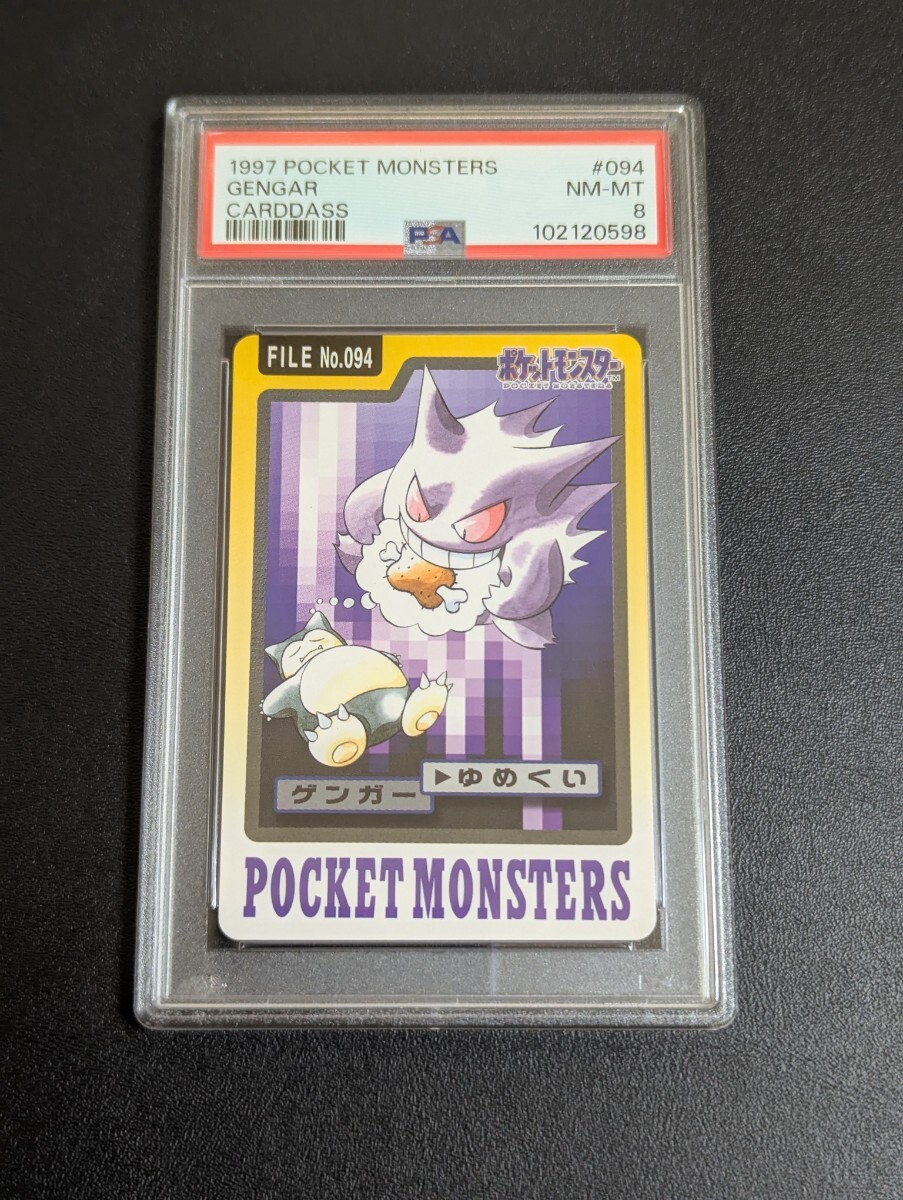 1997 POCKET MONSTERS #094
GENGAR NM-MT
CARDDASS 8
PSA 102120598
FILE No.094
ポケットモンスター TM
POCKET MONSTERS
▶ゆめくい
ゲンガー
POCKET MONSTERS